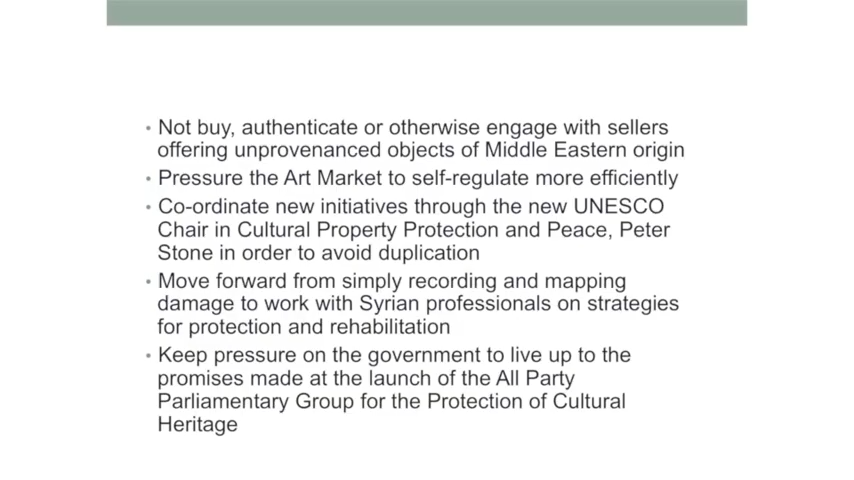 • Not buy, authenticate or otherwise engage with sellers
offering unprovenanced objects of Middle Eastern origin
• Pressure the Art Market to self-regulate more efficiently
• Co-ordinate new initiatives through the new UNESCO
Chair in Cultural Property Protection and Peace, Peter
Stone in order to avoid duplication
• Move forward from simply recording and mapping
damage to work with Syrian professionals on strategies
for protection and rehabilitation
• Keep pressure on the government to live up to the
promises made at the launch of the All Party
Parliamentary Group for the Protection of Cultural
Heritage